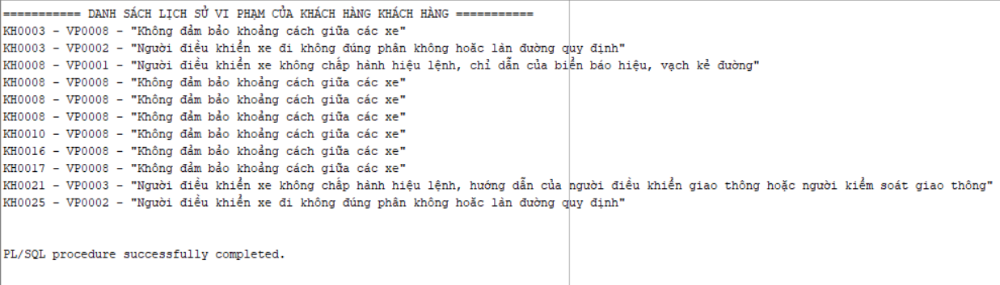 =========== DANH SÁCH LỊCH SỬ VI PHẠM CỦA KHÁCH HÀNG KHÁCH HÀNG ===========
KH0003 - VP0008 - "Không đảm bảo khoảng cách giữa các xe"
KH0003 - VP0002 - "Người điều khiển xe đi không đúng phân không hoăc làn đường quy định"
KH0008 - VP0001 - "Người điều khiển xe không chấp hành hiệu lệnh, chỉ dẫn của biển báo hiệu, vạch kẻ đường"
KH0008 - VP0008 - "Không đảm bảo khoảng cách giữa các xe"
KH0008 - VP0008 - "Không đảm bảo khoảng cách giữa các xe"
KH0008 - VP0008 - "Không đảm bảo khoảng cách giữa các xe"
KH0010 - VP0008 - "Không đảm bảo khoảng cách giữa các xe"
KH0016 - VP0008 - "Không đảm bảo khoảng cách giữa các xe"
KH0017 - VP0008 - "Không đảm bảo khoảng cách giữa các xe"
KH0021 - VP0003 - "Người điều khiển xe không chấp hành hiệu lệnh, hướng dẫn của người điều khiển giao thông hoặc người kiểm soát giao thông"
KH0025 - VP0002 - "Người điều khiển xe đi không đúng phân không hoăc làn đường quy định"
PL/SQL procedure successfully completed.